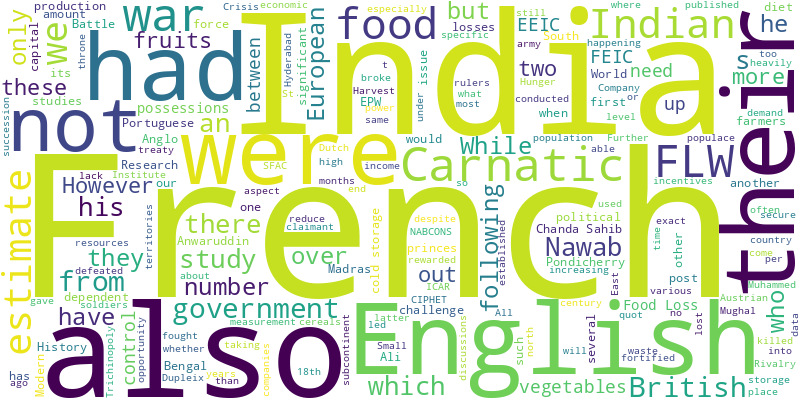 production especially where published
amount Crisis economic still diet
war food but EEIC Indian he
Battle force
India
only we had
capital fruits between Hyderabad significant European losses specific South
throne t happening issue under
these its broke rulers army two FEIC World need more s too heavily their
studies possessions St Harvest what Hunger Company up
succession not Portuguese an EPW most conducted first or demand
Anglo were power same when level farmers
treaty SFAC Dutch While would population Further populace
Research high income Carnatic able FLW
lack Institute months end so incentives another
However our aspect following used often
his there one reduce despite political exact secure
estimate resources Anwaruddin claimant cold storage NABCONS princes Chanda Sahib time country
they territories study over rewarded Nawab other come per
French
from defeated about Madras out established Pondicherry post
number ICAR increasing East various Muhammed
gave dependent soldiers CIPHET century Food Loss Austrian
also have control government challenge All quot no Mughal who
opportunity measurement cereals latter English lost killed
History fought taking led such several waste into
Trichinopoly whether companies Small discussions north fortified Rivalry data
has Bengal years Ali will storage
ago Modern Dupleix than 18th subcontinent which vegetables British place